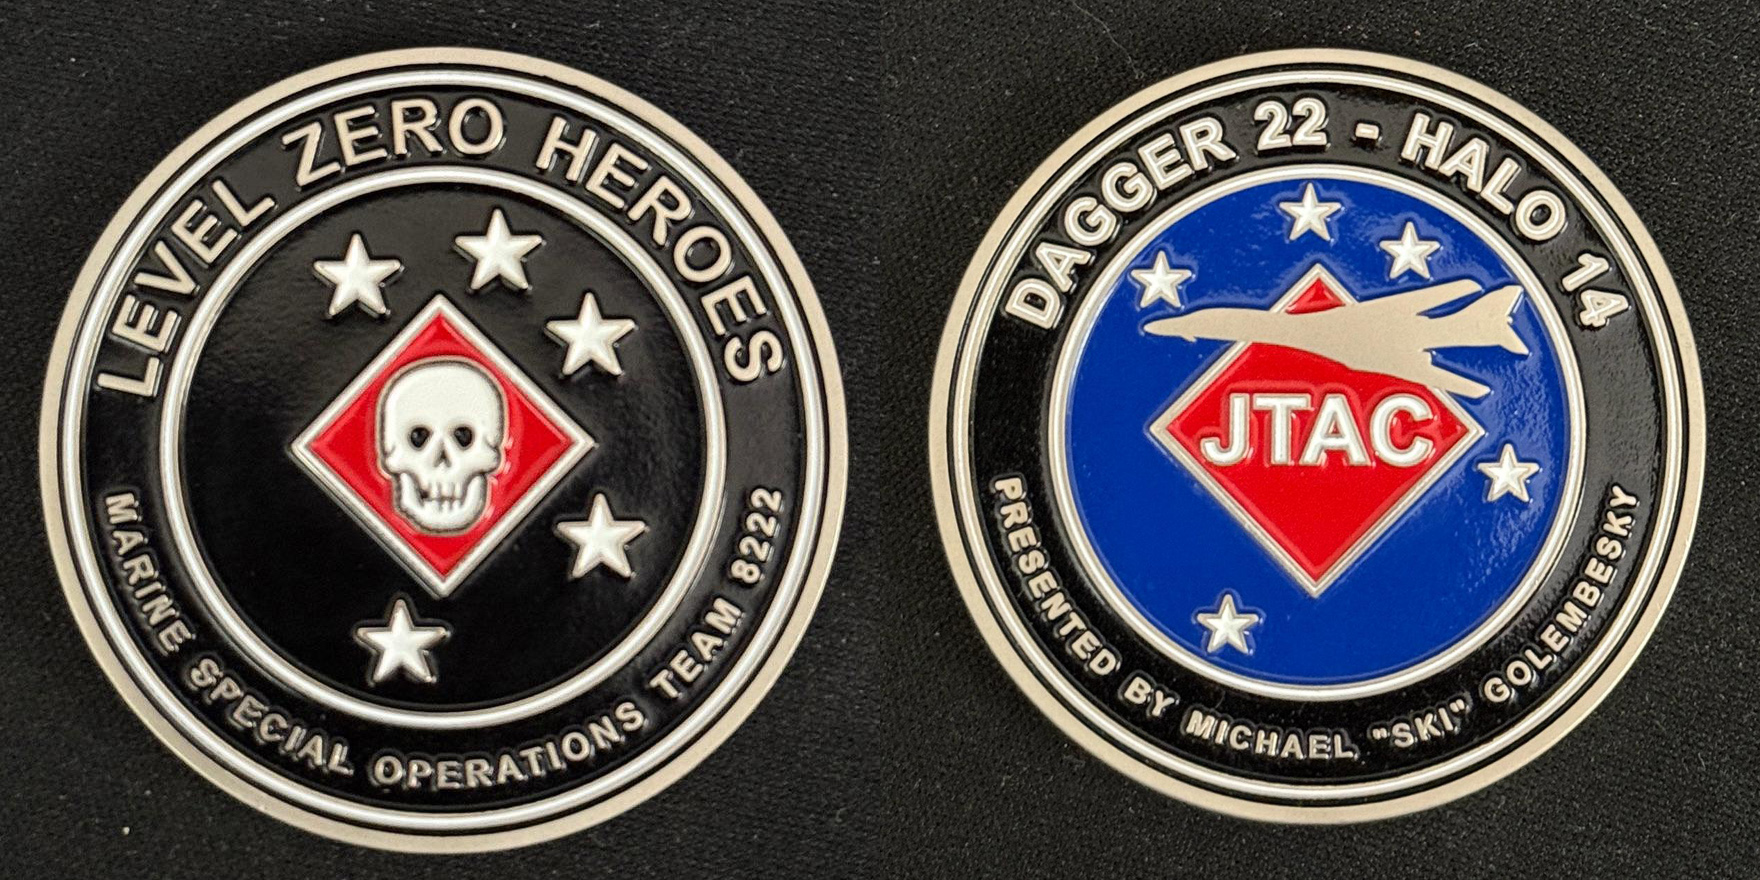 LEVEL ZERO HEROES
MARINE SPECIAL OPERATIONS TEAM 8222
DAGGER 22 - HALO 14
JTAC
PRESENTED BY MICHAEL "SKI" GOLEMBESKY